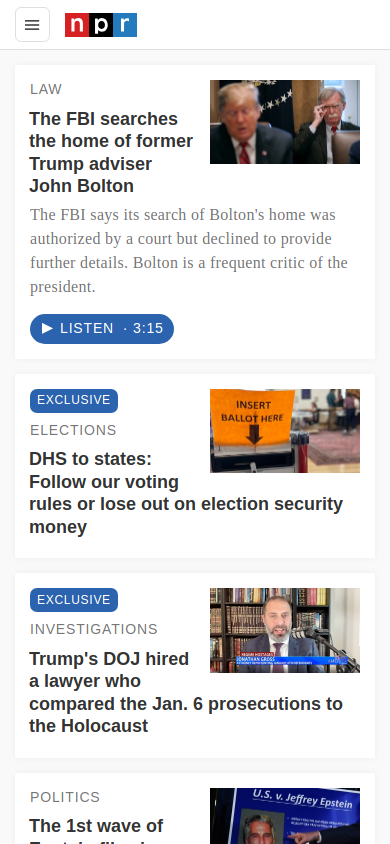 npr
LAW
The FBI searches
the home of former
Trump adviser
John Bolton
The FBI says its search of Bolton's home was
authorized by a court but declined to provide
further details. Bolton is a frequent critic of the
president.
LISTEN · 3:15
EXCLUSIVE
ELECTIONS
DHS to states:
Follow our voting
rules or lose out on election security
money
INSERT
BALLOT HERE
EXCLUSIVE
INVESTIGATIONS
Trump's DOJ hired
a lawyer who
compared the Jan. 6 prosecutions to
the Holocaust
JONATHAN GROSS
POLITICS
The 1st wave of
U.S. v. Jeffrey Epstein